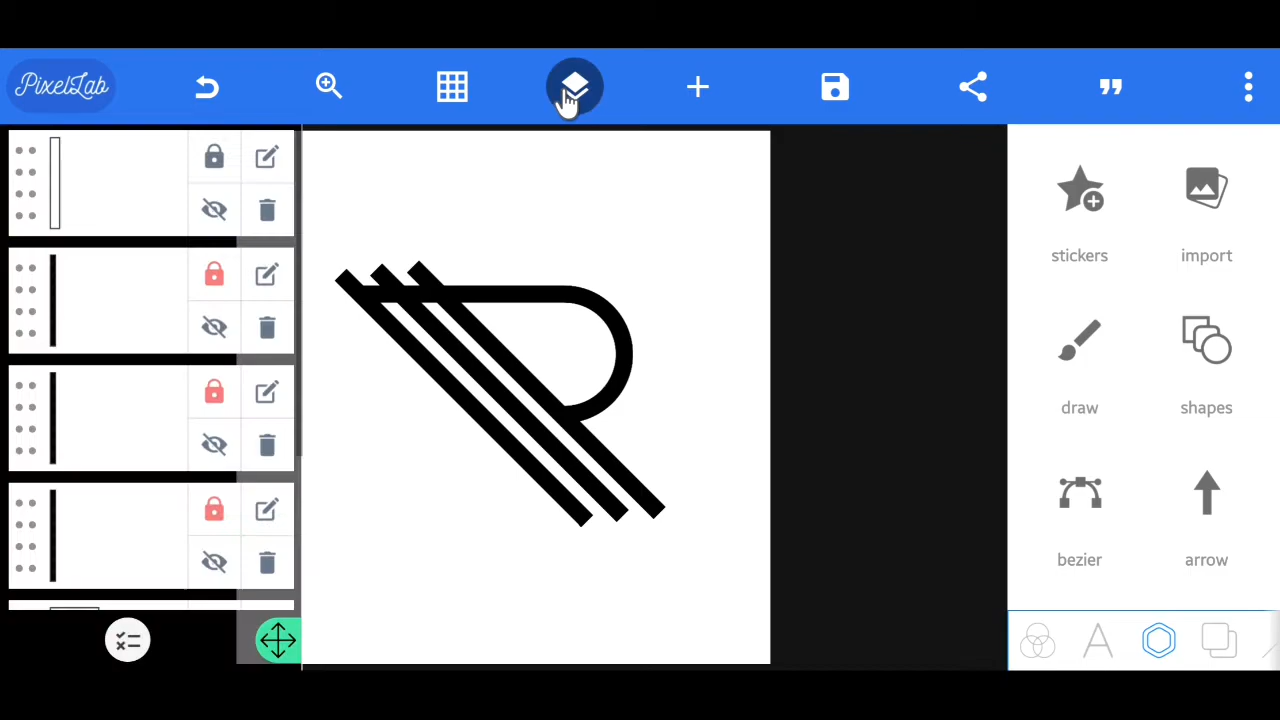 PixelLab
stickers
import
draw
shapes
bezier
arrow